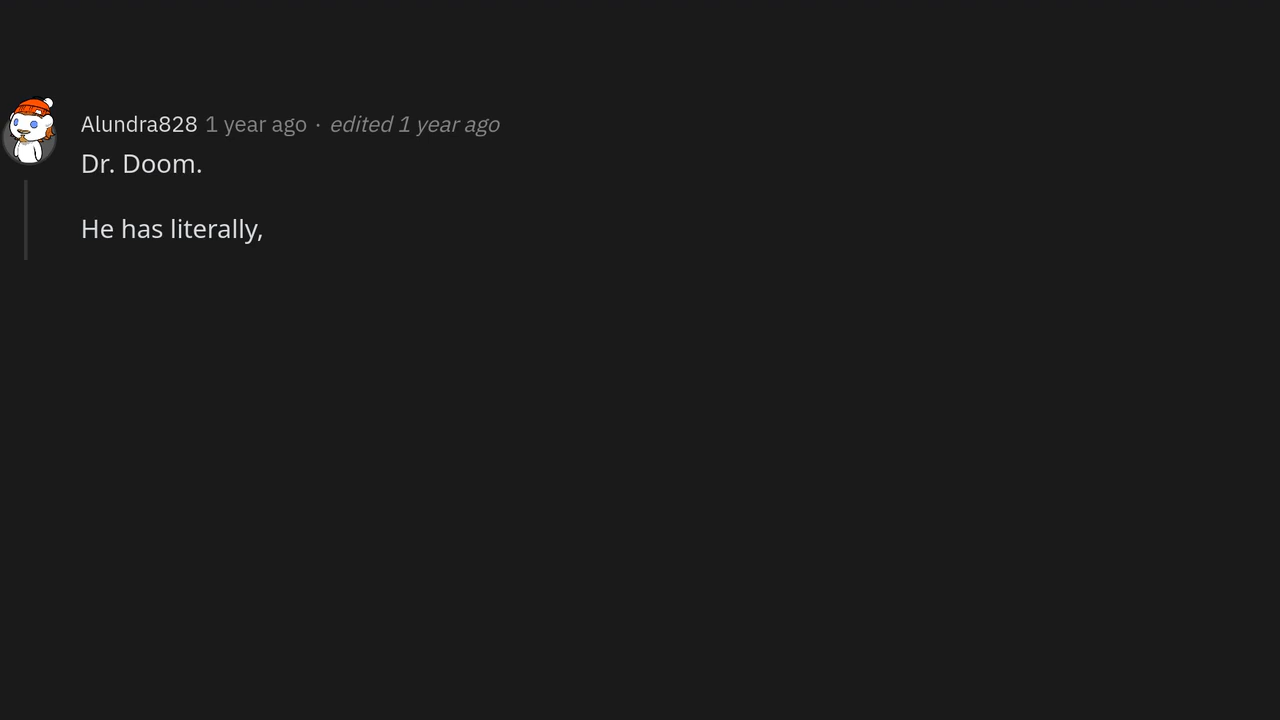 Alundra828 1 year ago · edited 1 year ago
Dr. Doom.
He has literally,